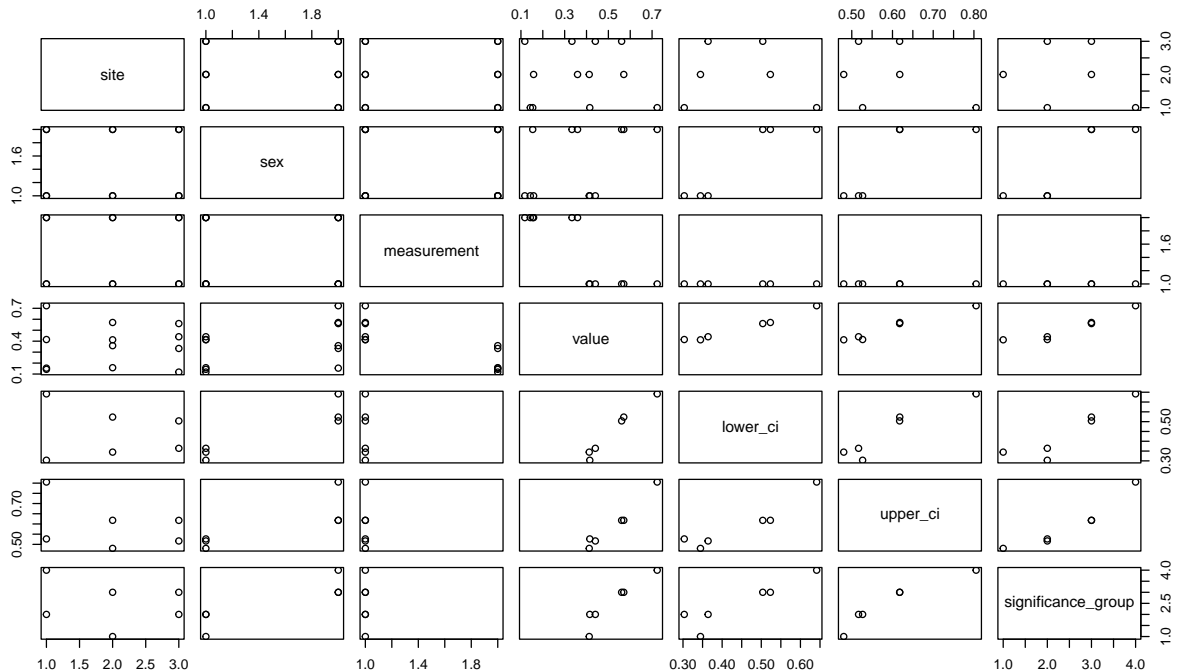 1.0 1.4 1.8 0.1 0.3 0.5 0.7 0.50 0.60 0.70 0.80
site 1.0 2.0 3.0
1.0 1.6 sex
measurement 1.0 1.6
0.1 0.4 0.7 value
lower_ci 0.30 0.50
0.50 0.70 upper_ci
significance_group 1.0 2.5 4.0
1.0 2.0 3.0 1.0 1.4 1.8 0.30 0.40 0.50 0.60 1.0 2.0 3.0 4.0